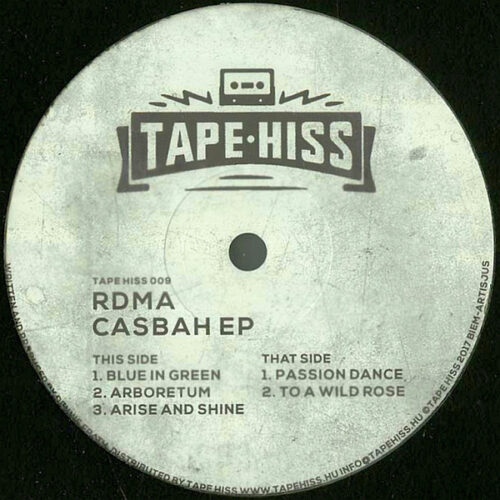 TAPE·HISS
TAPE HISS 009
RDMA
CASBAH EP
THIS SIDE
1. BLUE IN GREEN
2. ARBORETUM
3. ARISE AND SHINE
THAT SIDE
1. PASSION DANCE
2. TO A WILD ROSE
WRITTEN AND DISTRIBUTED BY TAPE HISS WWW.TAPEHISS.HU INFO@TAPEHISS.HU ©TAPE HISS 2017 BIEM-ARTISJUS